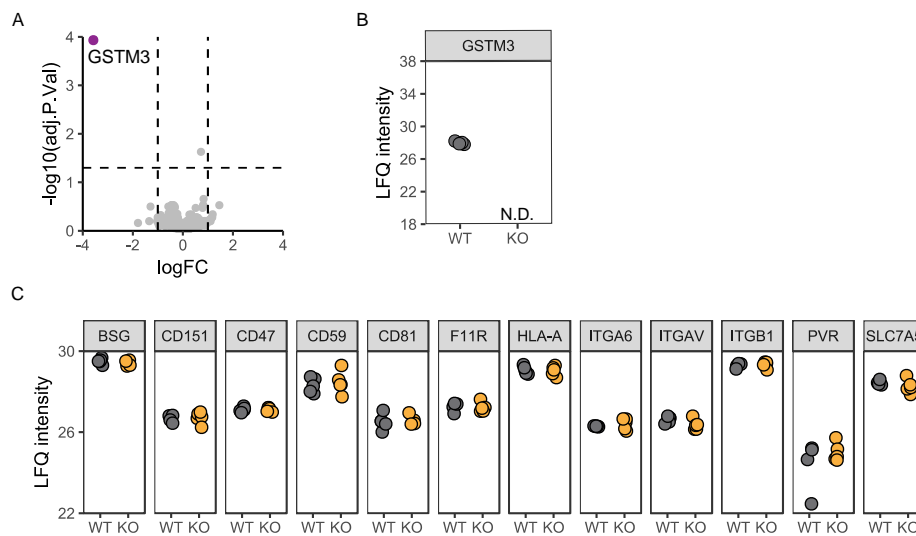 A
-log10(adj.P.Val)
4
3
2
1
0
GSTM3
-4
-2
0
2
4
logFC
B
GSTM3
LFQ intensity
38
34
30
26
22
18
N.D.
WT
KO
C
BSG CD151 CD47 CD59 CD81 F11R HLA-A ITGA6 ITGAV ITGB1 PVR SLC7A5
LFQ intensity
30
26
22
WT KO WT KO WT KO WT KO WT KO WT KO WT KO WT KO WT KO WT KO WT KO WT KO